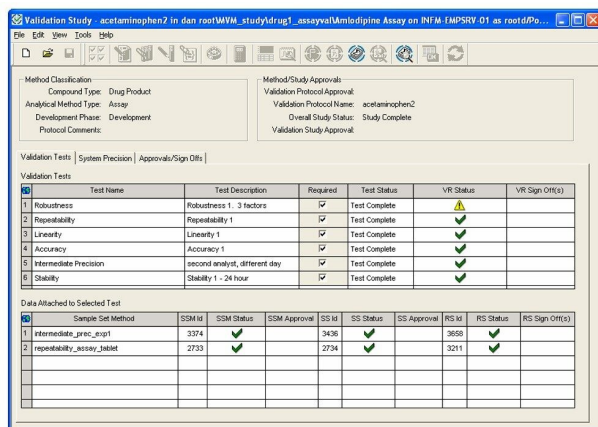 Validation Study - acetaminophen2 in dan root\MVM_study\drug1_assayval\Amlodipine Assay on INFM-EMPSRV-01 as rootd/Po...
File Edit View Tools Help
Method Classification
Compound Type: Drug Product
Analytical Method Type: Assay
Development Phase: Development
Protocol Comments:
Method/Study Approvals
Validation Protocol Approval:
Validation Protocol Name: acetaminophen2
Overall Study Status: Study Complete
Validation Study Approval:
Validation Tests System Precision Approvals/Sign Offs
Validation Tests
Test Name Test Description Required Test Status VR Status VR Sign Off(s)
1 Robustness Robustness 1. 3 factors Test Complete
2 Repeatability Repeatability 1 Test Complete
3 Linearity Linearity 1 Test Complete
4 Accuracy Accuracy 1 Test Complete
5 Intermediate Precision second analyst, different day Test Complete
6 Stability Stability 1 - 24 hour Test Complete
Data Attached to Selected Test
Sample Set Method SSM Id SSM Status SSM Approval SS Id SS Status SS Approval RS Id RS Status RS Sign Off(s)
1 intermediate_prec_exp1 3374 3436 3658
2 repeatability_assay_tablet 2733 2734 3211